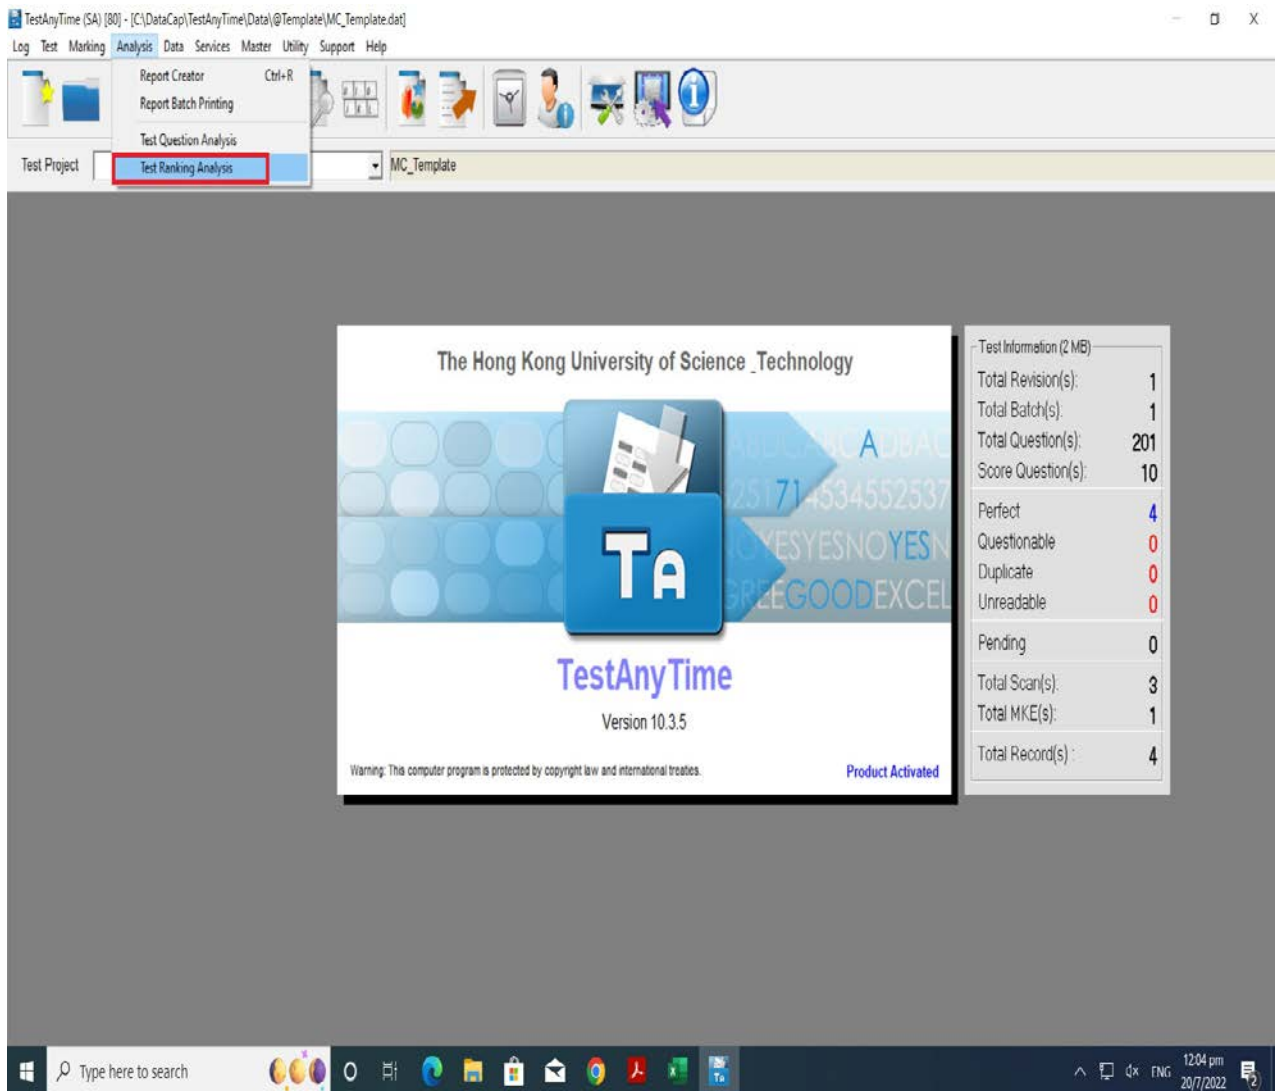 TestAnyTime (SA) [80] - [C:\DataCap\TestAnyTime\Data\@Template\MC_Template.dat]
Log Test Marking Analysis Data Services Master Utility Support Help
Report Creator Ctrl+R
Report Batch Printing
Test Question Analysis
Test Ranking Analysis
Test Project
MC_Template
The Hong Kong University of Science _Technology
A
71
YES
GOOD
EXCEL
Ta
TestAnyTime
Version 10.3.5
Warning: This computer program is protected by copyright law and international treaties.
Product Activated
Test Information (2 MB)
Total Revision(s): 1
Total Batch(s): 1
Total Question(s): 201
Score Question(s): 10
Perfect 4
Questionable 0
Duplicate 0
Unreadable 0
Pending 0
Total Scan(s): 3
Total MKE(s): 1
Total Record(s) : 4
Type here to search
Ta
ENG
12:04 pm
20/7/2022
2